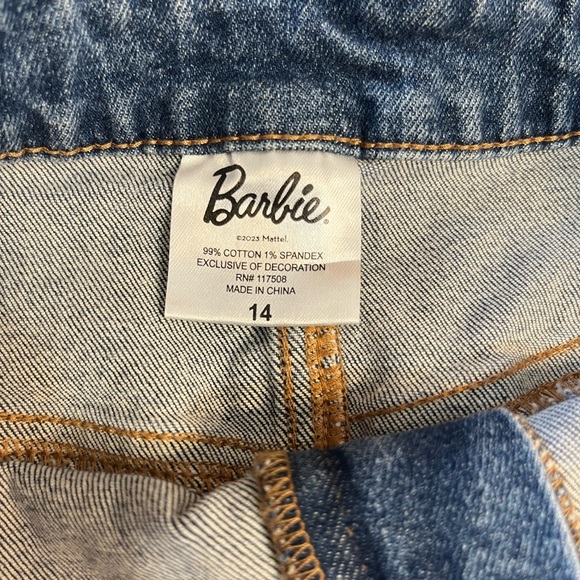 Barbie.
©2023 Mattel.
99% COTTON 1% SPANDEX
EXCLUSIVE OF DECORATION
RN# 117508
MADE IN CHINA
14